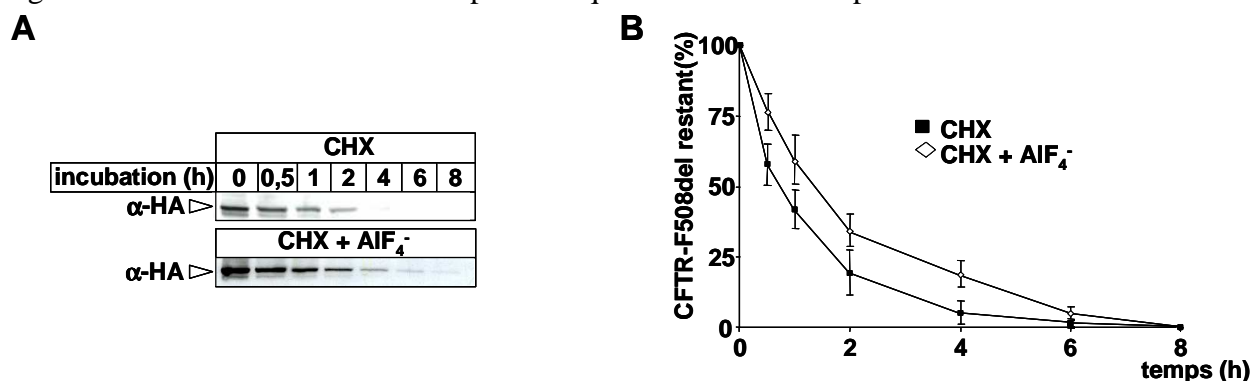 A
CHX
incubation (h) 0 0,5 1 2 4 6 8
α-HA
CHX + AlF4-
α-HA
B
CFTR-F508del restant(%)
100
75
50
25
0
CHX
CHX + AlF4-
0 2 4 6 8
temps (h)